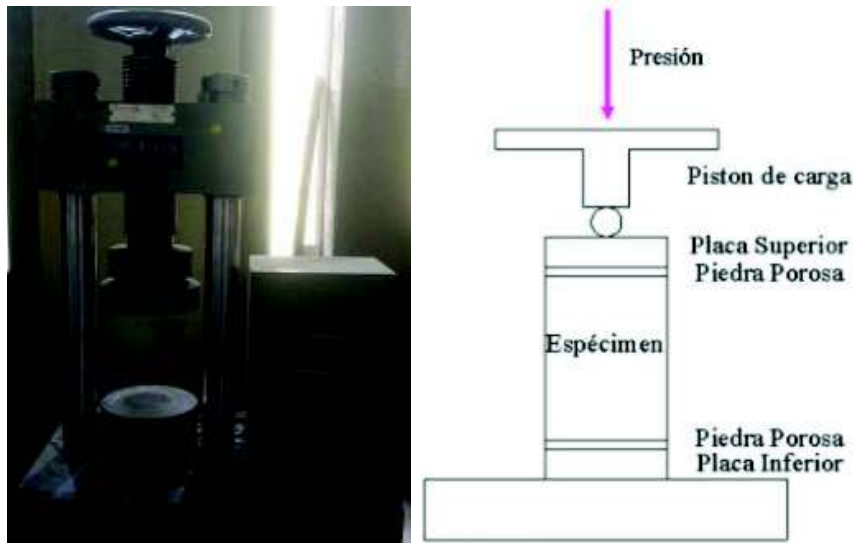 Presión
Piston de carga
Placa Superior
Piedra Porosa
Espécimen
Piedra Porosa
Placa Inferior